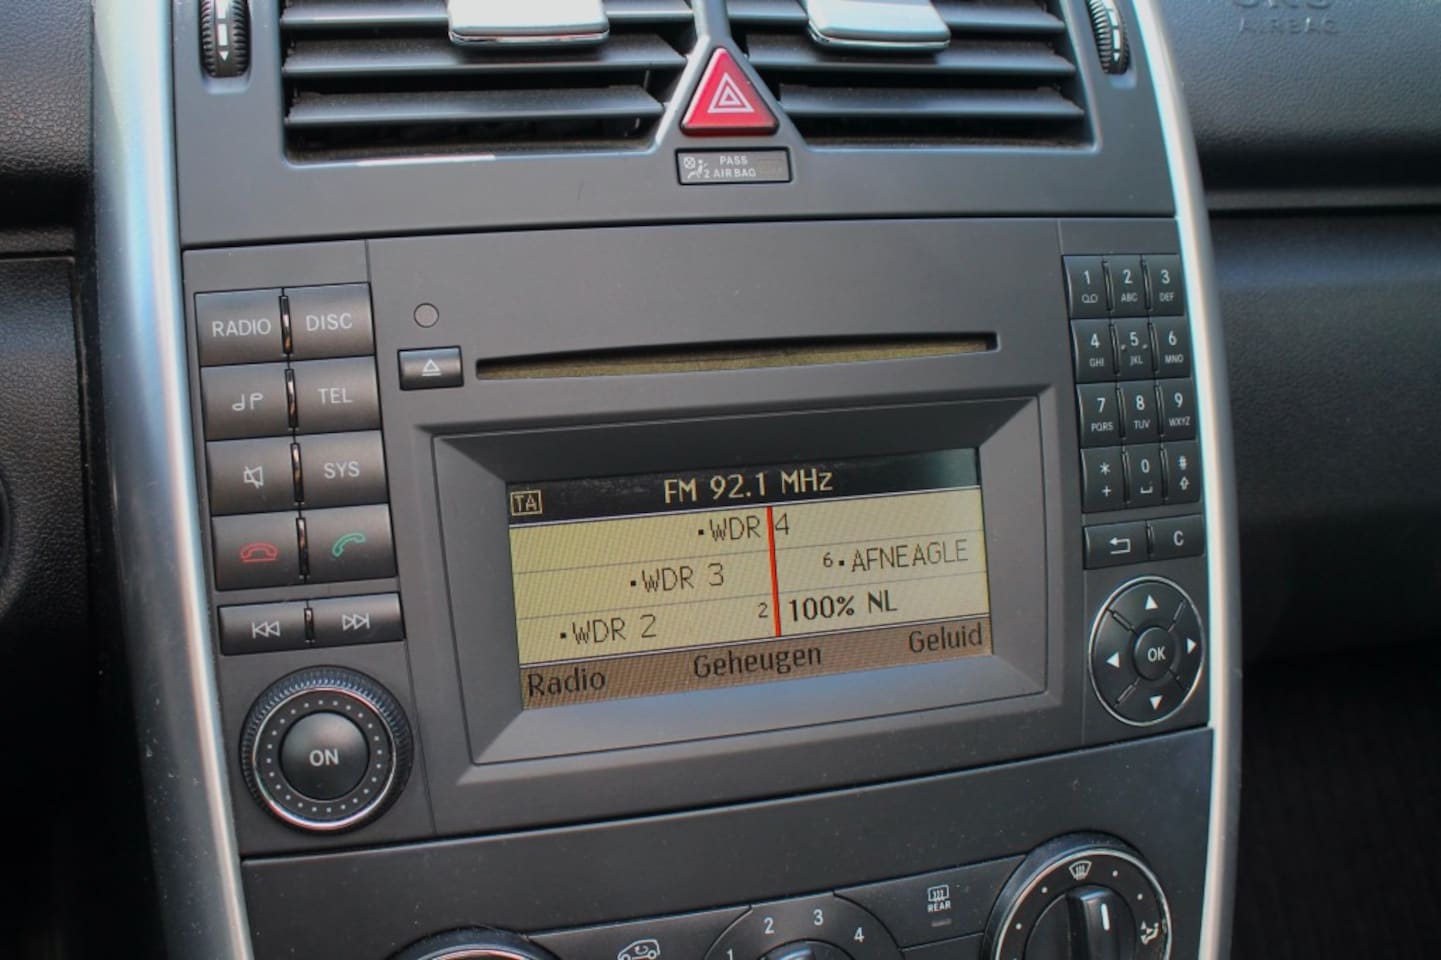 AIRBAG
PASS
2 AIRBAG
RADIO
DISC
TEL
SYS
ON
TA
FM 92.1 MHz
WDR 4
6 AFNEAGLE
WDR 3
2 100% NL
WDR 2
Radio Geheugen Geluid
1 2 3
ABC DEF
4 5 6
GHI JKL MNO
7 8 9
PQRS TUV WXYZ
* 0 #
+
C
OK
REAR
1 2 3 4